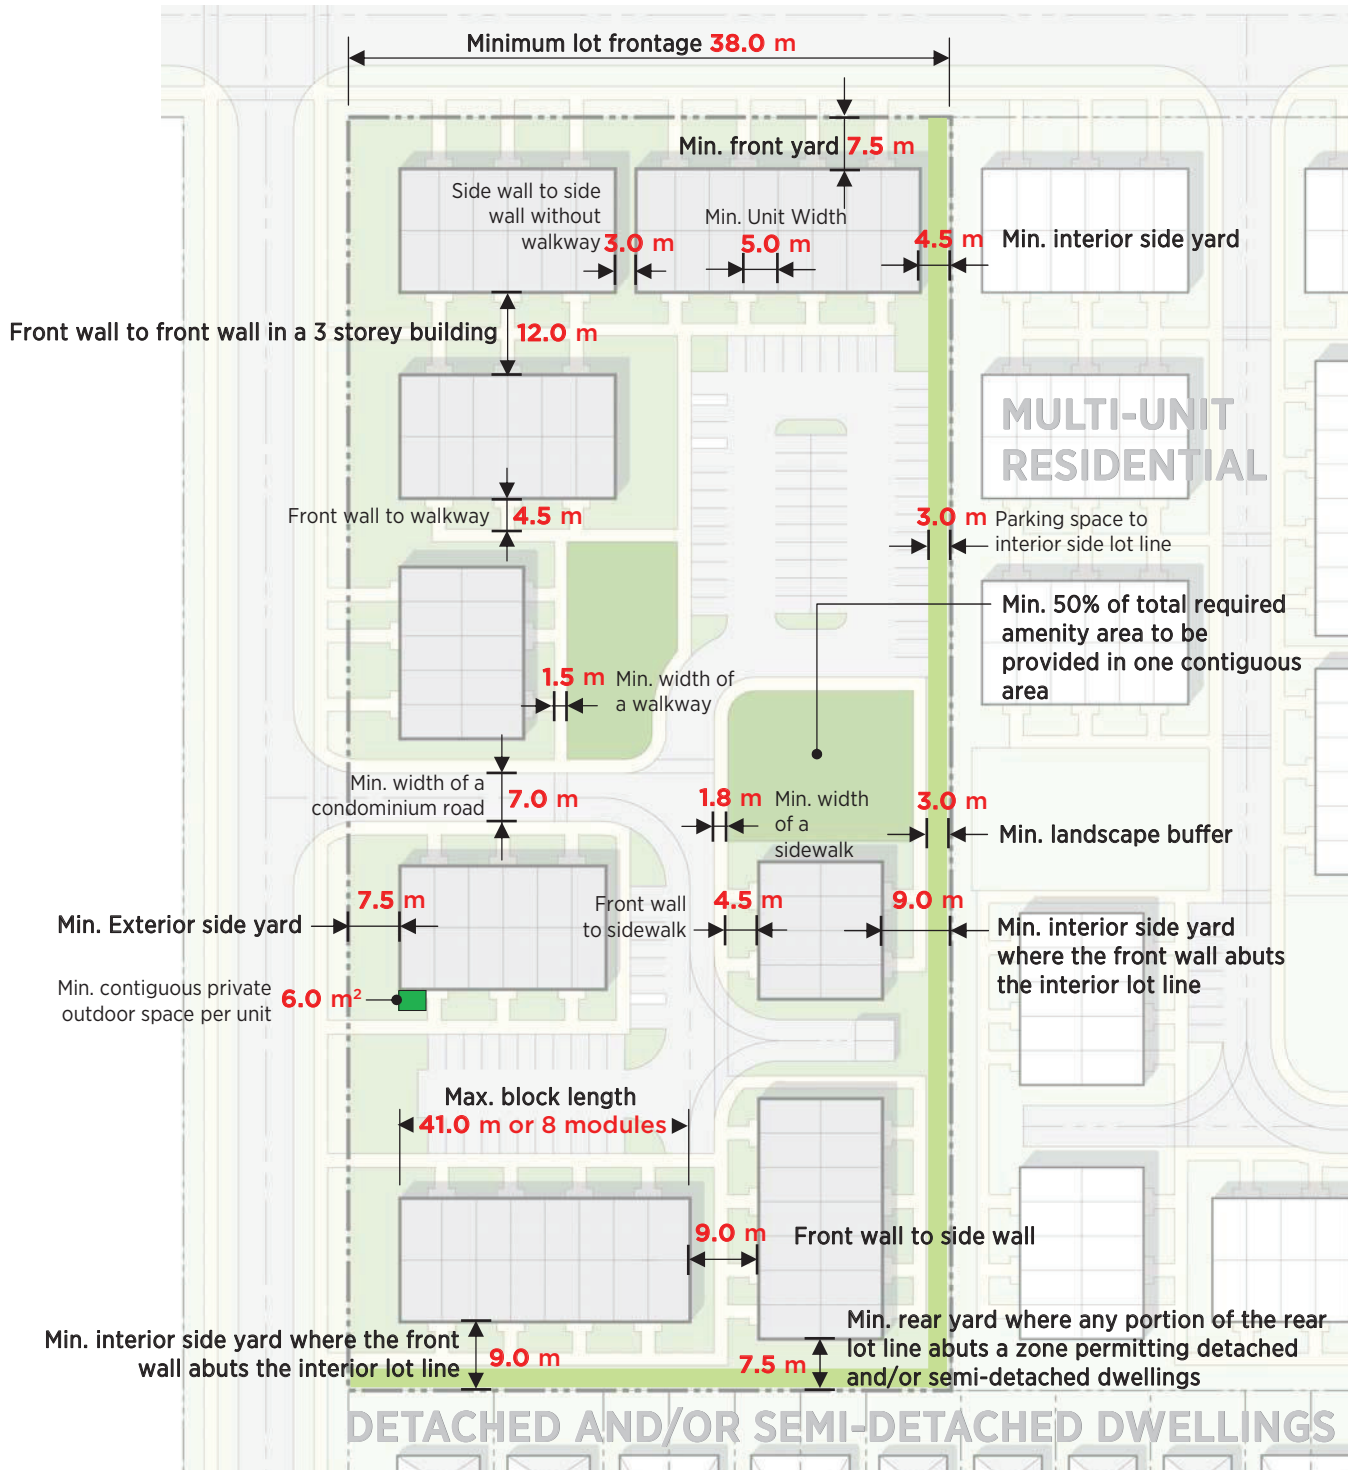 Minimum lot frontage 38.0 m
Min. front yard 7.5 m
Side wall to side
wall without
walkway 3.0 m
Min. Unit Width
5.0 m
4.5 m Min. interior side yard
Front wall to front wall in a 3 storey building 12.0 m
MULTI-UNIT
RESIDENTIAL
Front wall to walkway 4.5 m
3.0 m Parking space to
interior side lot line
Min. 50% of total required
amenity area to be
provided in one contiguous
area
1.5 m Min. width of
a walkway
Min. width of a
condominium road 7.0 m
1.8 m Min. width
of a
sidewalk
3.0 m
Min. landscape buffer
7.5 m
Min. Exterior side yard
Front wall
to sidewalk
4.5 m
9.0 m
Min. interior side yard
where the front wall abuts
the interior lot line
Min. contiguous private
outdoor space per unit
6.0 m²
Max. block length
41.0 m or 8 modules
9.0 m Front wall to side wall
Min. interior side yard where the front
wall abuts the interior lot line
9.0 m
7.5 m
Min. rear yard where any portion of the rear
lot line abuts a zone permitting detached
and/or semi-detached dwellings
DETACHED AND/OR SEMI-DETACHED DWELLINGS